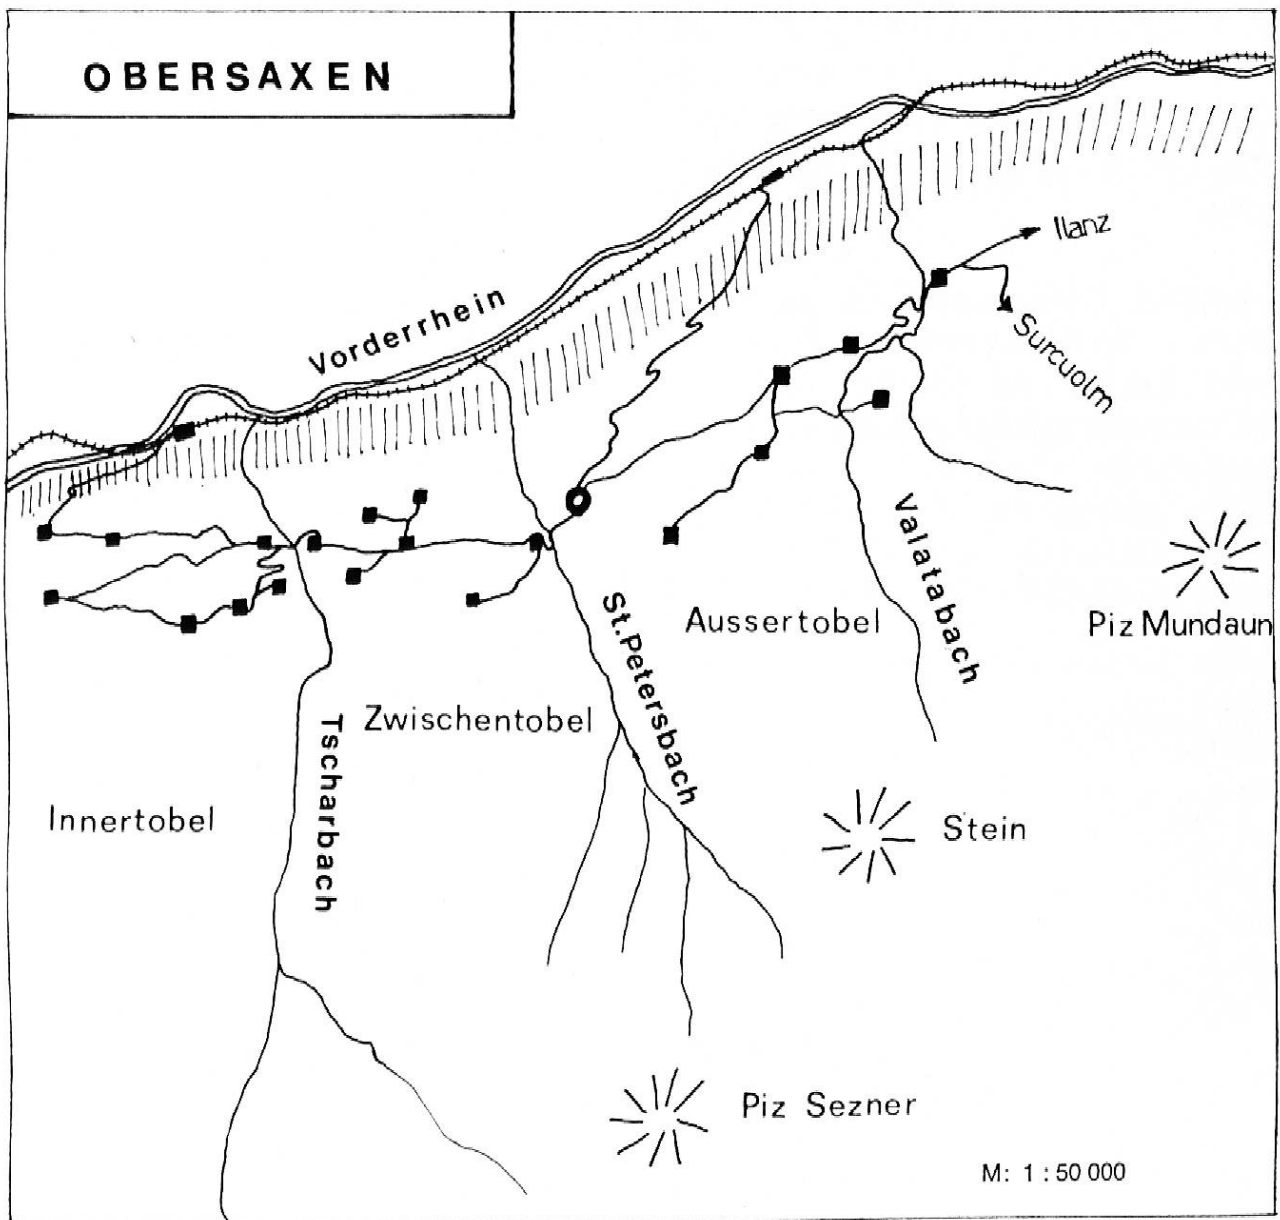 OBERSAXEN
Ilanz
Vorderrhein
Surcuolm
Valatabach
Piz Mundaun
St.Petersbach
Aussertobel
Zwischentobel
Tscharbach
Innertobel
Stein
Piz Sezner
M: 1 : 50 000